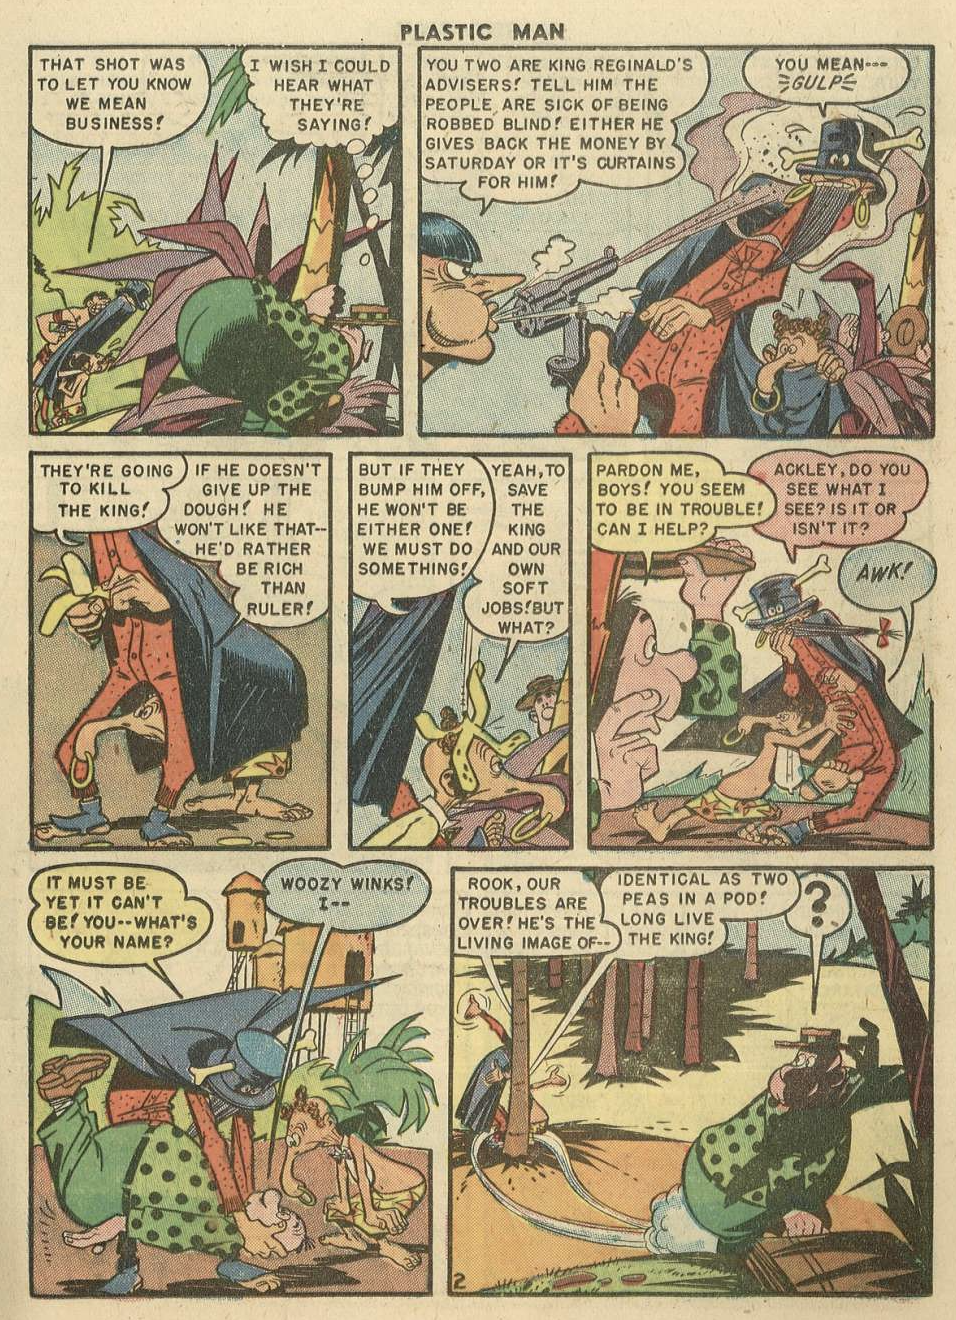 PLASTIC MAN
THAT SHOT WAS
TO LET YOU KNOW
WE MEAN
BUSINESS!
I WISH I COULD
HEAR WHAT
THEY'RE
SAYING!
YOU TWO ARE KING REGINALD'S
ADVISERS! TELL HIM THE
PEOPLE ARE SICK OF BEING
ROBBED BLIND! EITHER HE
GIVES BACK THE MONEY BY
SATURDAY OR IT'S CURTAINS
FOR HIM!
YOU MEAN---
GULP
THEY'RE GOING
TO KILL
THE KING!
IF HE DOESN'T
GIVE UP THE
DOUGH! HE
WON'T LIKE THAT--
HE'D RATHER
BE RICH
THAN
RULER!
BUT IF THEY
BUMP HIM OFF,
HE WON'T BE
EITHER ONE!
WE MUST DO
SOMETHING!
YEAH, TO
SAVE
THE
KING
AND OUR
OWN
SOFT
JOBS! BUT
WHAT?
PARDON ME,
BOYS! YOU SEEM
TO BE IN TROUBLE!
CAN I HELP?
ACKLEY, DO YOU
SEE WHAT I
SEE? IS IT OR
ISN'T IT?
AWK!
IT MUST BE
YET IT CAN'T
BE! YOU--WHAT'S
YOUR NAME?
WOOZY WINKS!
I--
ROOK, OUR
TROUBLES ARE
OVER! HE'S THE
LIVING IMAGE OF--
IDENTICAL AS TWO
PEAS IN A POD!
LONG LIVE
THE KING!
?
2